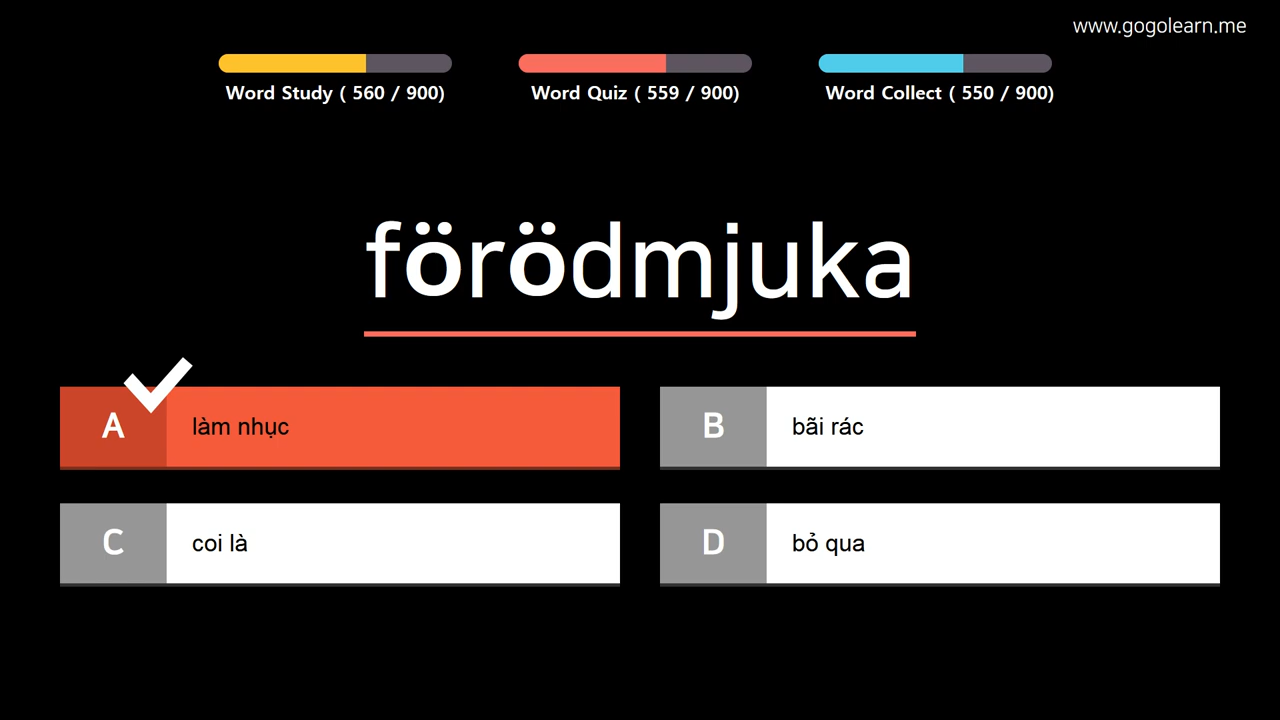 www.gogolearn.me
Word Study ( 560 / 900)
Word Quiz ( 559 / 900)
Word Collect ( 550 / 900)
förödmjuka
A làm nhục
B bãi rác
C coi là
D bỏ qua